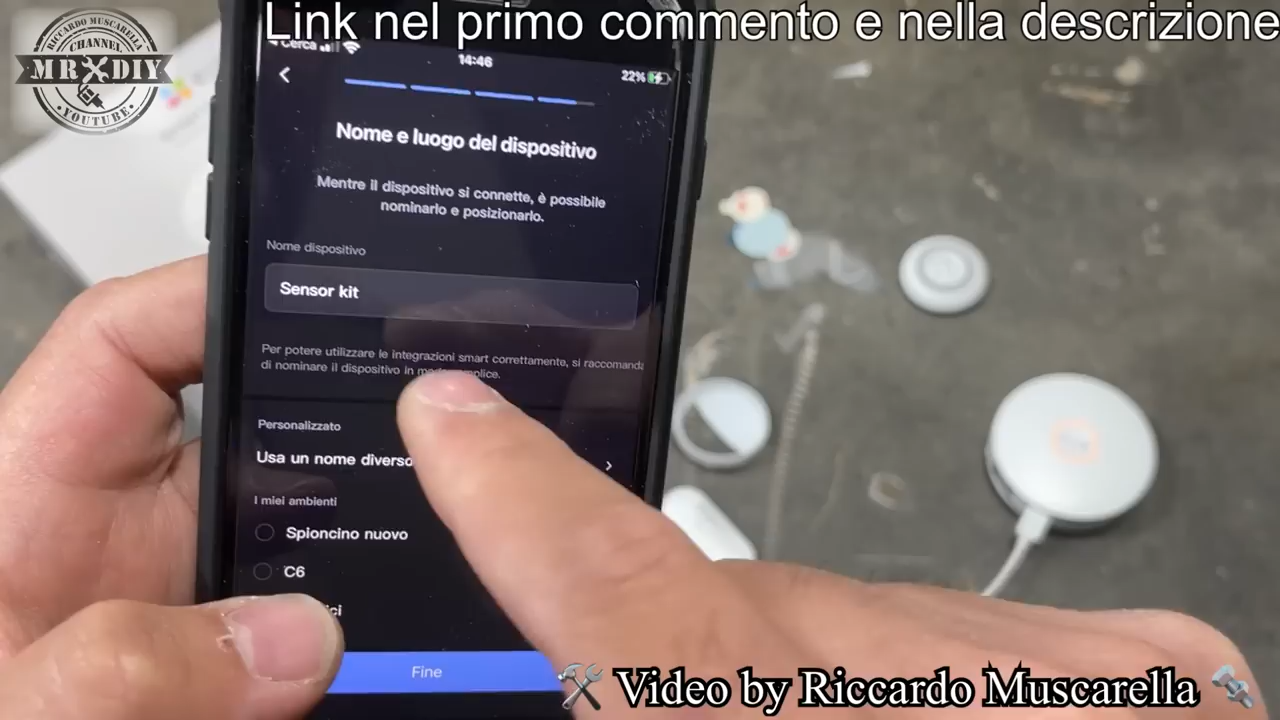 Link nel primo commento e nella descrizione
RICCARDO MUSCARELLA
CHANNEL
MR DIY
YOUTUBE
Cerca
14:46
22%
Nome e luogo del dispositivo
Mentre il dispositivo si connette, è possibile
nominarlo e posizionarlo.
Nome dispositivo
Sensor kit
Per potere utilizzare le integrazioni smart correttamente, si raccomanda
di nominare il dispositivo in
Personalizzato
Usa un nome diverso
I miei ambienti
Spioncino nuovo
C6
Fine
Video by Riccardo Muscarella